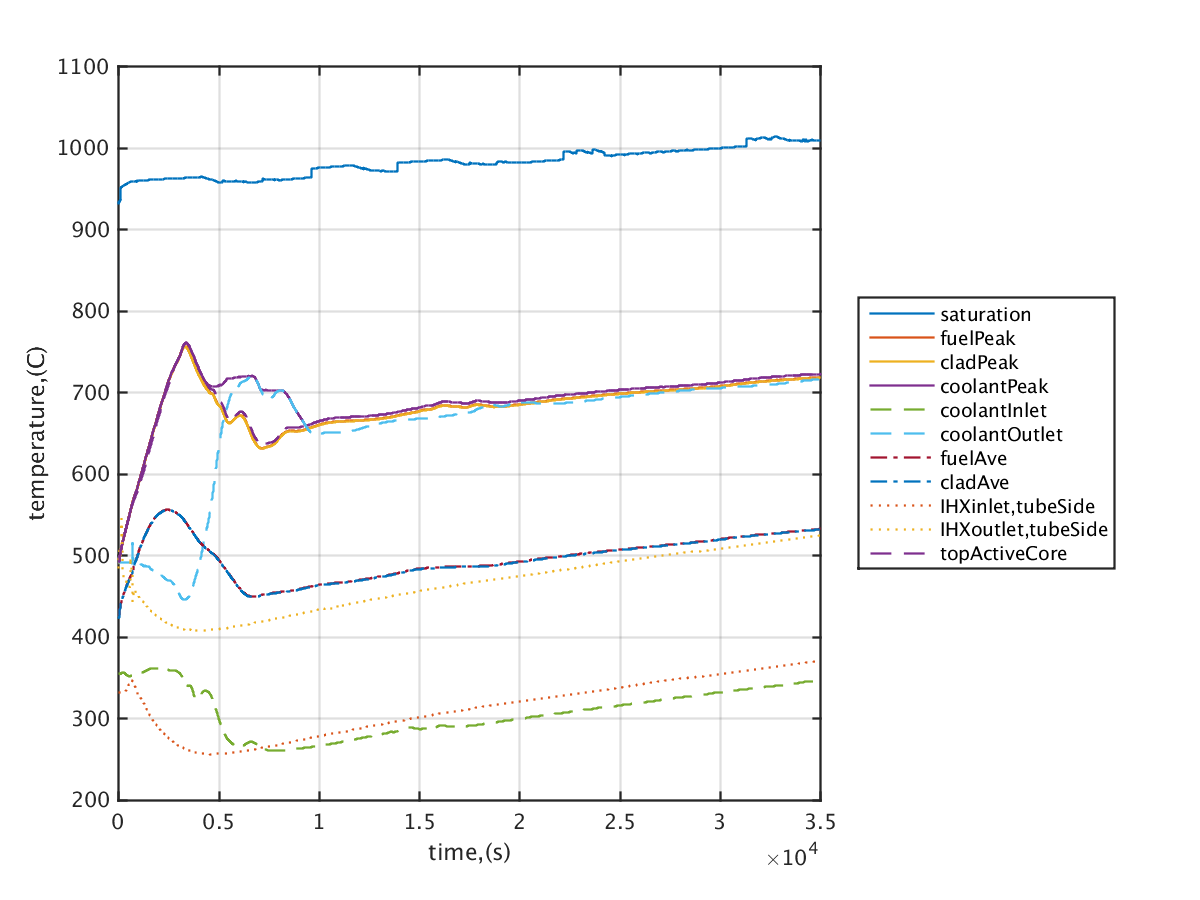 1100
1000
900
800
700
600
500
400
300
200
temperature,(C)
0
0.5
1
1.5
2
2.5
3
3.5
time,(s)
×10⁴
saturation
fuelPeak
cladPeak
coolantPeak
coolantInlet
coolantOutlet
fuelAve
cladAve
IHXinlet,tubeSide
IHXoutlet,tubeSide
topActiveCore